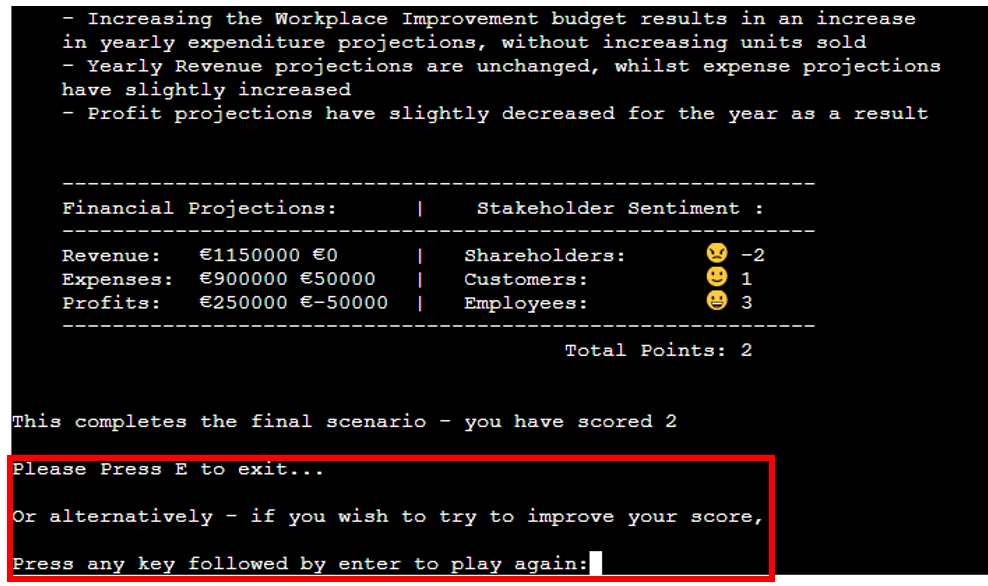 - Increasing the Workplace Improvement budget results in an increase
in yearly expenditure projections, without increasing units sold
- Yearly Revenue projections are unchanged, whilst expense projections
have slightly increased
- Profit projections have slightly decreased for the year as a result
------------------------------------------------------------
Financial Projections: | Stakeholder Sentiment :
------------------------------------------------------------
Revenue: €1150000 €0 | Shareholders: 😠 -2
Expenses: €900000 €50000 | Customers: 🙂 1
Profits: €250000 €-50000 | Employees: 😀 3
------------------------------------------------------------
Total Points: 2
This completes the final scenario - you have scored 2
Please Press E to exit...
Or alternatively - if you wish to try to improve your score,
Press any key followed by enter to play again: